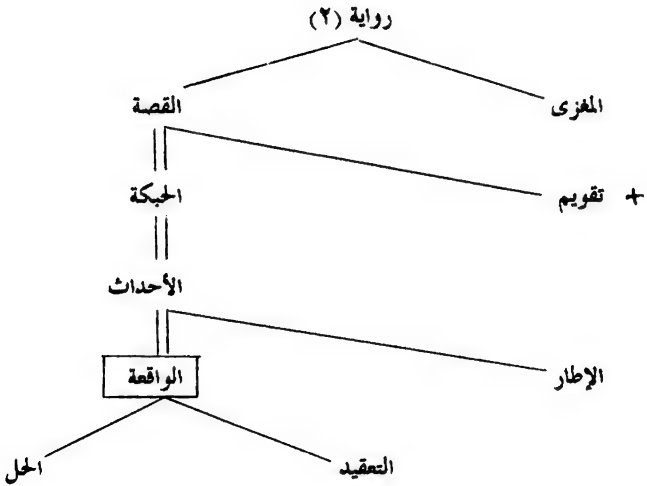 رواية (٢)
المغزى
القصة
+ تقويم
الحبكة
الأحداث
الإطار
الواقعة
التعقيد
الحل